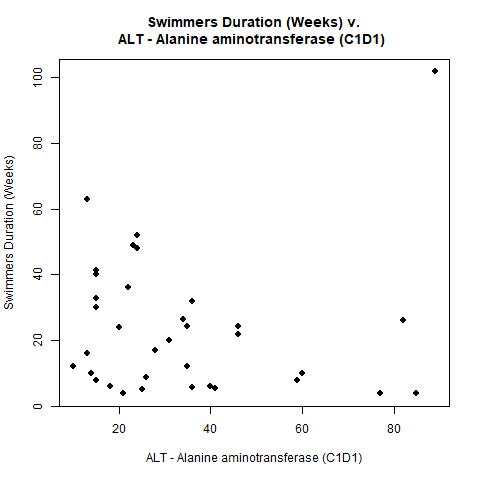 Swimmers Duration (Weeks) v.
ALT - Alanine aminotransferase (C1D1)
Swimmers Duration (Weeks)
100
80
60
40
20
0
20 40 60 80
ALT - Alanine aminotransferase (C1D1)